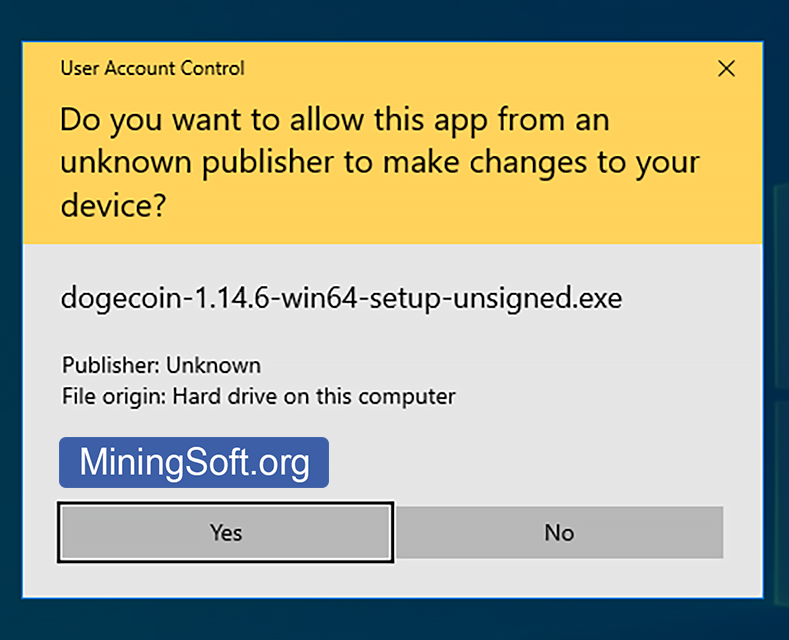 User Account Control
Do you want to allow this app from an
unknown publisher to make changes to your
device?
dogecoin-1.14.6-win64-setup-unsigned.exe
Publisher: Unknown
File origin: Hard drive on this computer
MiningSoft.org
Yes
No